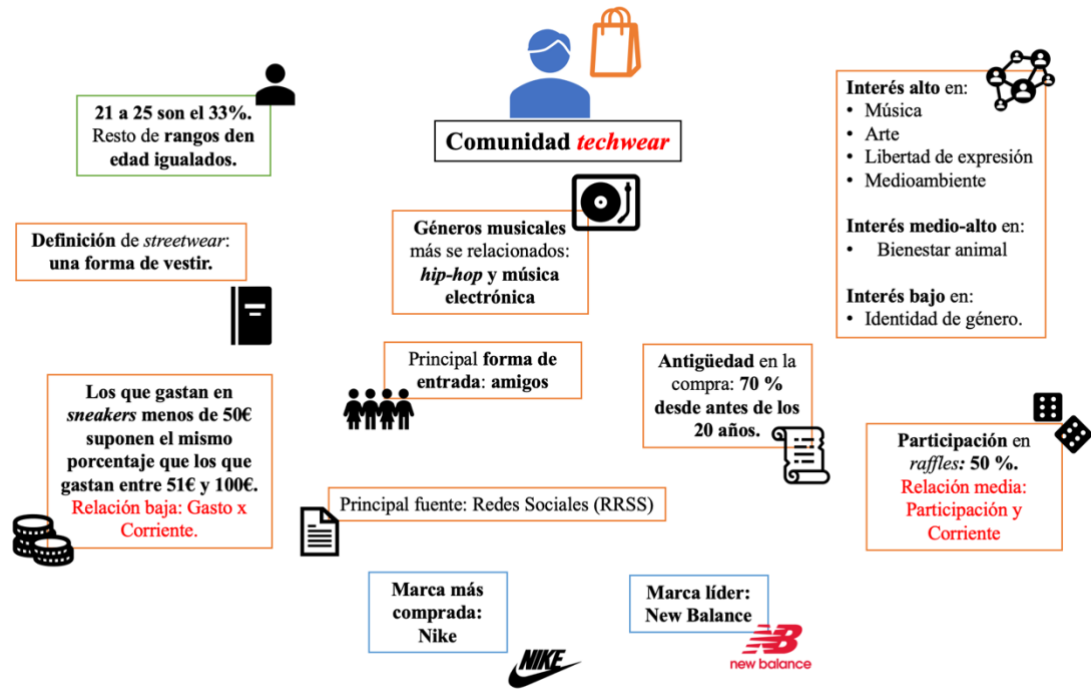 Comunidad techwear
21 a 25 son el 33%.
Resto de rangos den
edad igualados.
Definición de streetwear:
una forma de vestir.
Los que gastan en
sneakers menos de 50€
suponen el mismo
porcentaje que los que
gastan entre 51€ y 100€.
Relación baja: Gasto x
Corriente.
Géneros musicales
más se relacionados:
hip-hop y música
electrónica
Principal forma de
entrada: amigos
Antigüedad en la
compra: 70 %
desde antes de los
20 años.
Principal fuente: Redes Sociales (RRSS)
Marca más
comprada:
Nike
NIKE
Marca líder:
New Balance
NB
new balance
Interés alto en:
• Música
• Arte
• Libertad de expresión
• Medioambiente
Interés medio-alto en:
• Bienestar animal
Interés bajo en:
• Identidad de género.
Participación en
raffles: 50 %.
Relación media:
Participación y
Corriente